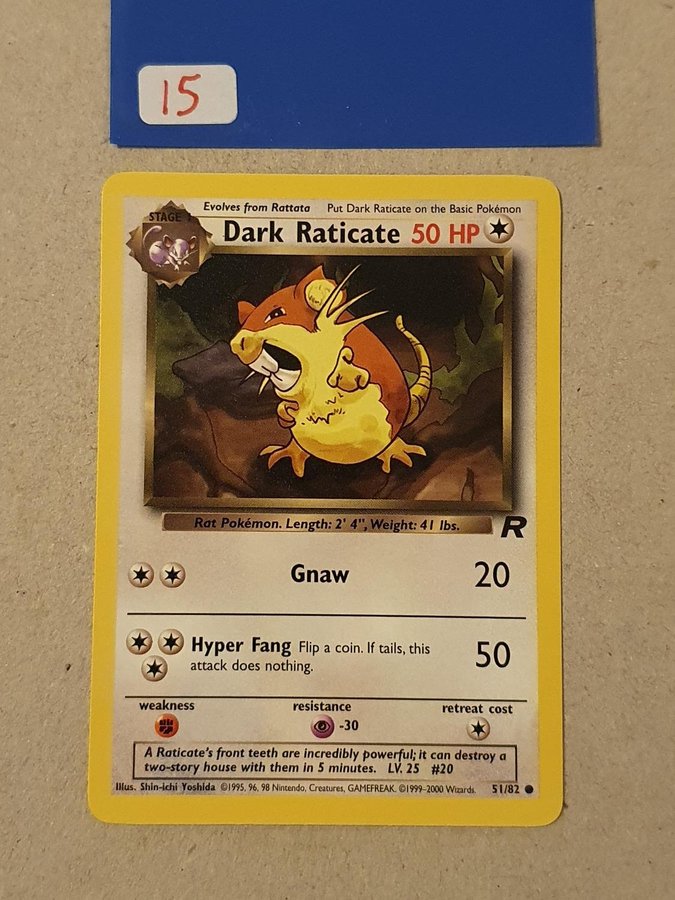 15
Evolves from Rattata Put Dark Raticate on the Basic Pokémon
STAGE 1
Dark Raticate 50 HP
Rat Pokémon. Length: 2' 4", Weight: 41 lbs.
R
Gnaw 20
Hyper Fang Flip a coin. If tails, this
attack does nothing.
50
weakness resistance retreat cost
-30
A Raticate's front teeth are incredibly powerful; it can destroy a
two-story house with them in 5 minutes. LV. 25 #20
Illus. Shin-ichi Yoshida ©1995, 96, 98 Nintendo, Creatures, GAMEFREAK. ©1999-2000 Wizards. 51/82